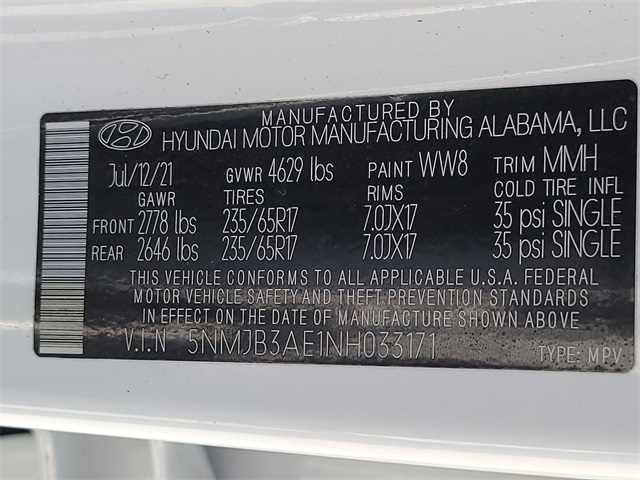 MANUFACTURED BY
HYUNDAI MOTOR MANUFACTURING ALABAMA, LLC
Jul/12/21 GVWR 4629 lbs PAINT WW8 TRIM MMH
GAWR TIRES RIMS COLD TIRE INFL
FRONT 2778 lbs 235/65R17 7.0JX17 35 psi SINGLE
REAR 2646 lbs 235/65R17 7.0JX17 35 psi SINGLE
THIS VEHICLE CONFORMS TO ALL APPLICABLE U.S.A. FEDERAL
MOTOR VEHICLE SAFETY AND THEFT PREVENTION STANDARDS
IN EFFECT ON THE DATE OF MANUFACTURE SHOWN ABOVE
V.I.N 5NMJB3AE1NH033171 TYPE: MPV